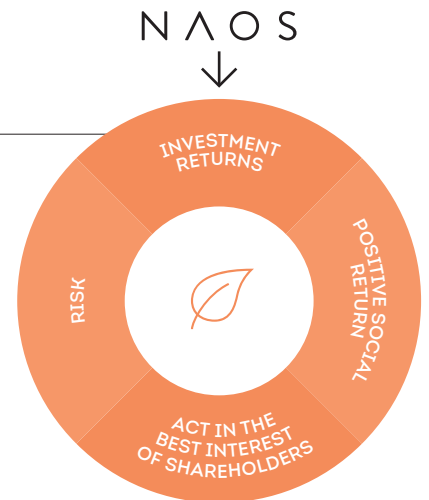 NAOS
INVESTMENT
RETURNS
POSITIVE SOCIAL
RETURN
ACT IN THE
BEST INTEREST
OF SHAREHOLDERS
RISK